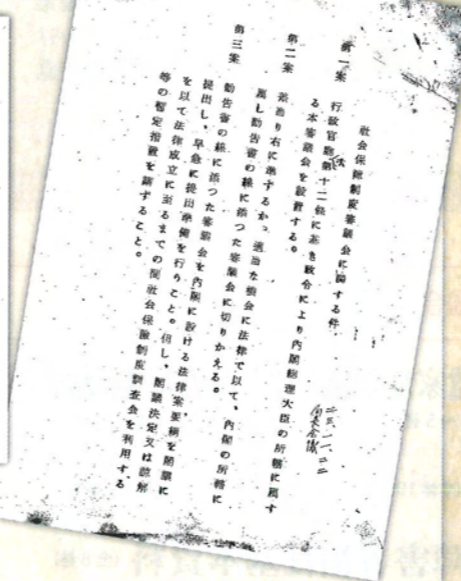 社会保険制度審議会に関する件
二三、一一、二二
局長会議
第一案
行政官庁法第十二条に基き政令により内閣総理大臣の所轄に属す
る本審議会を設置する。
第二案
差当り右に準ずるか、適当な機会に法律で以て、内閣の所轄に
属し勧告書の線に添つた審議会に切りかえる。
第三案
勧告書の線に添つた審議会を内閣に設ける法律案要綱を閣議に
提出し、早急に提出準備を行うこと。但し、閣議決定又は諒解
を以て法律成立に至るまでの間社会保険制度調査会を利用する
等の暫定措置を講ずること。